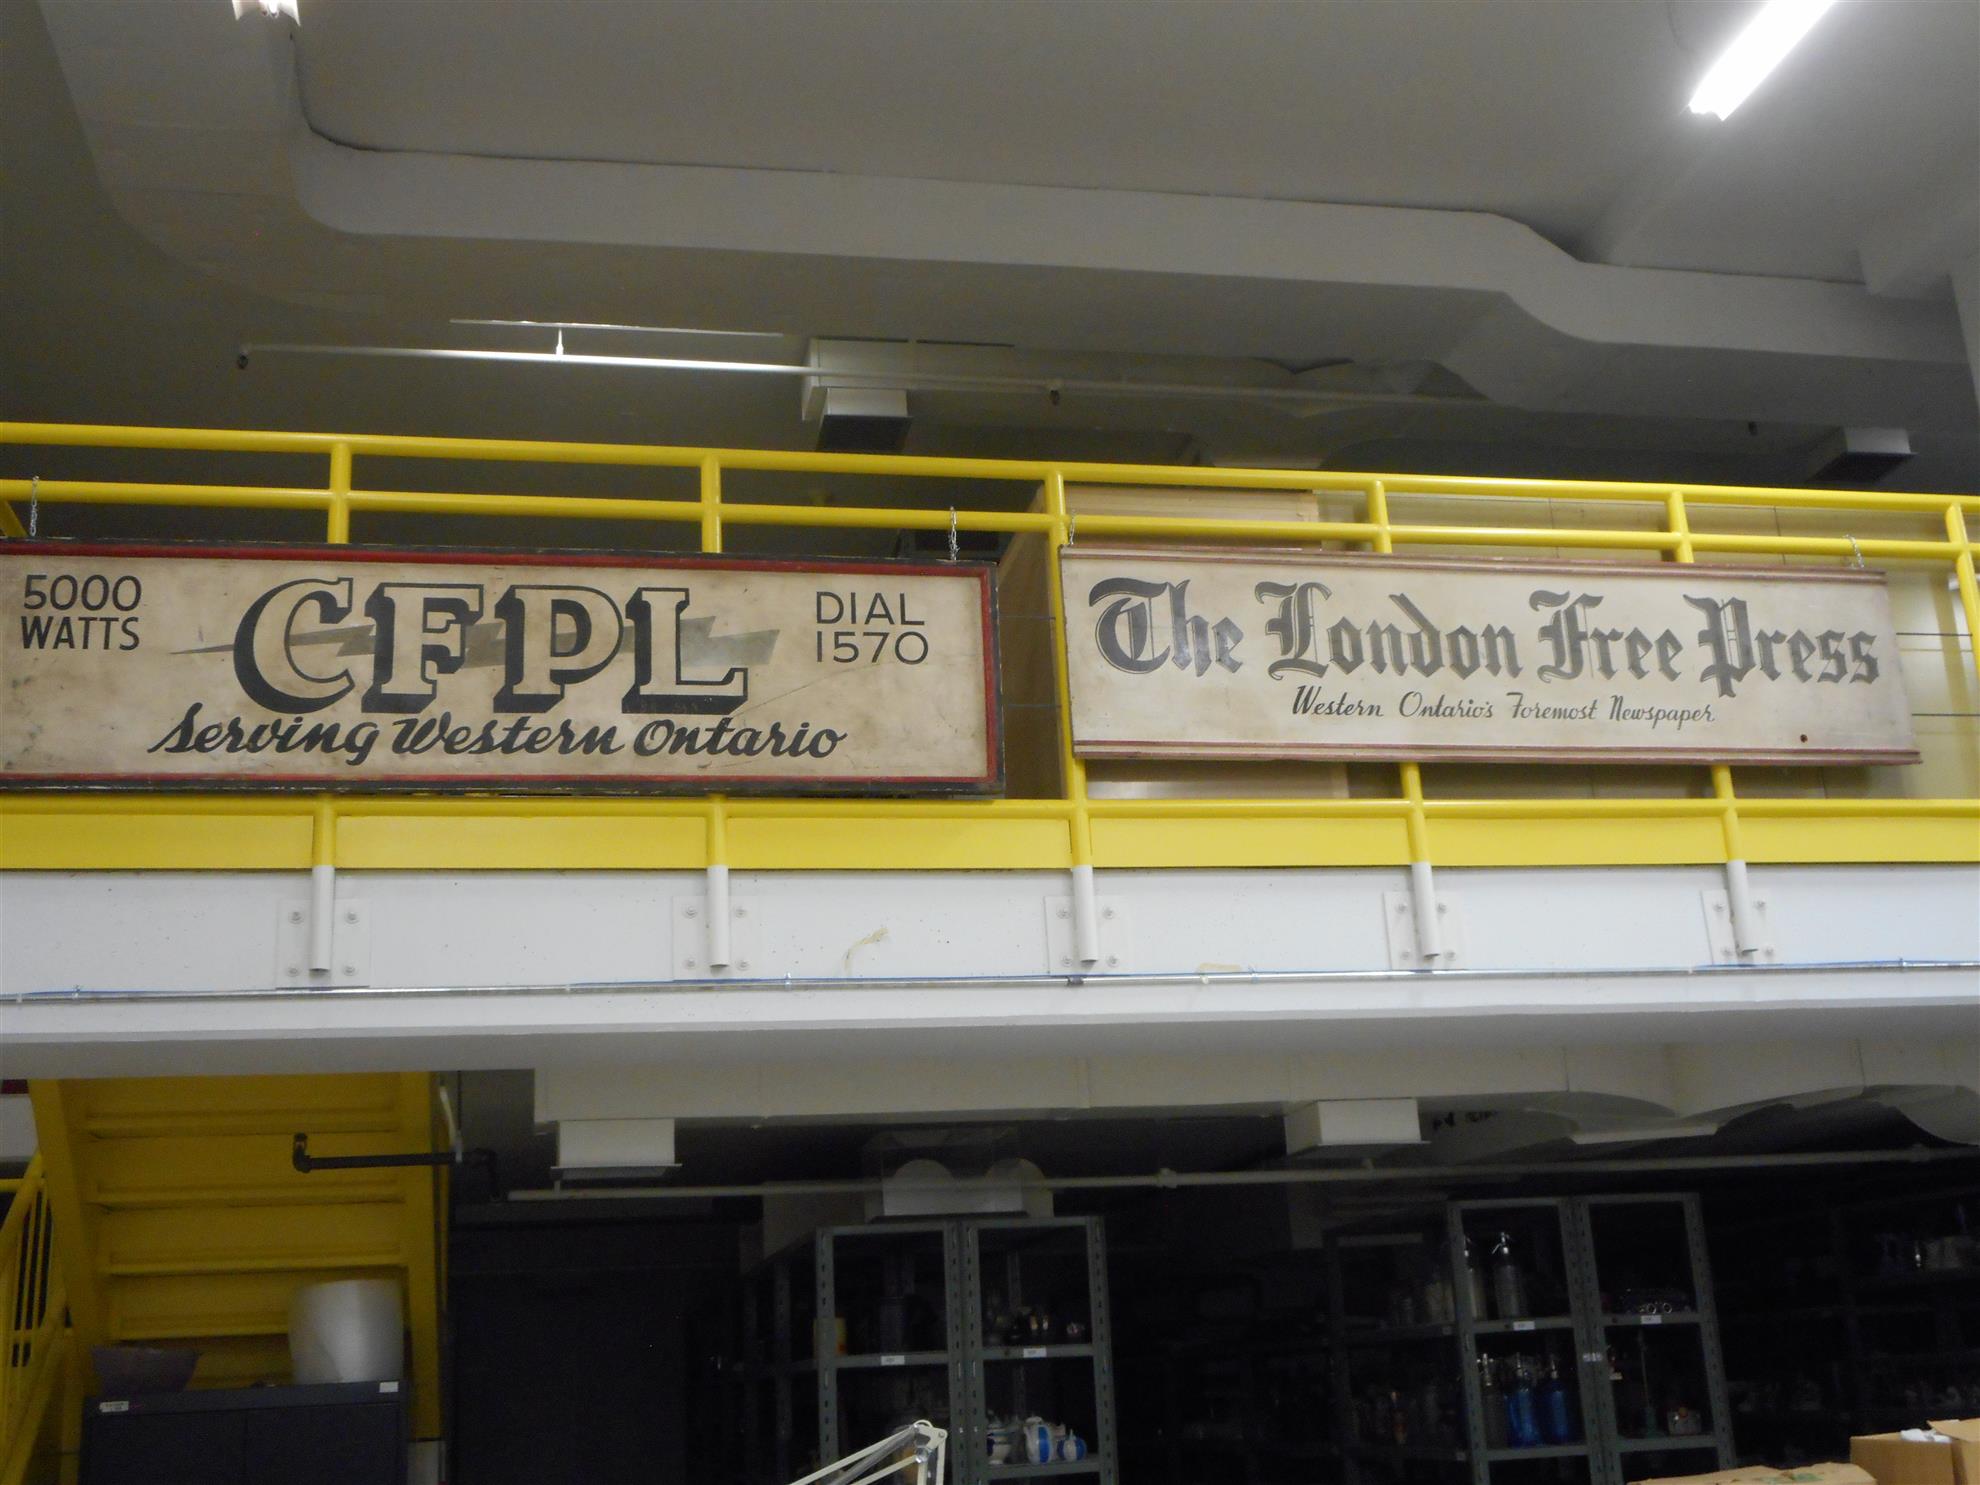 5000
WATTS
CFPL
DIAL
1570
Serving Western Ontario
The London Free Press
Western Ontario's Foremost Newspaper